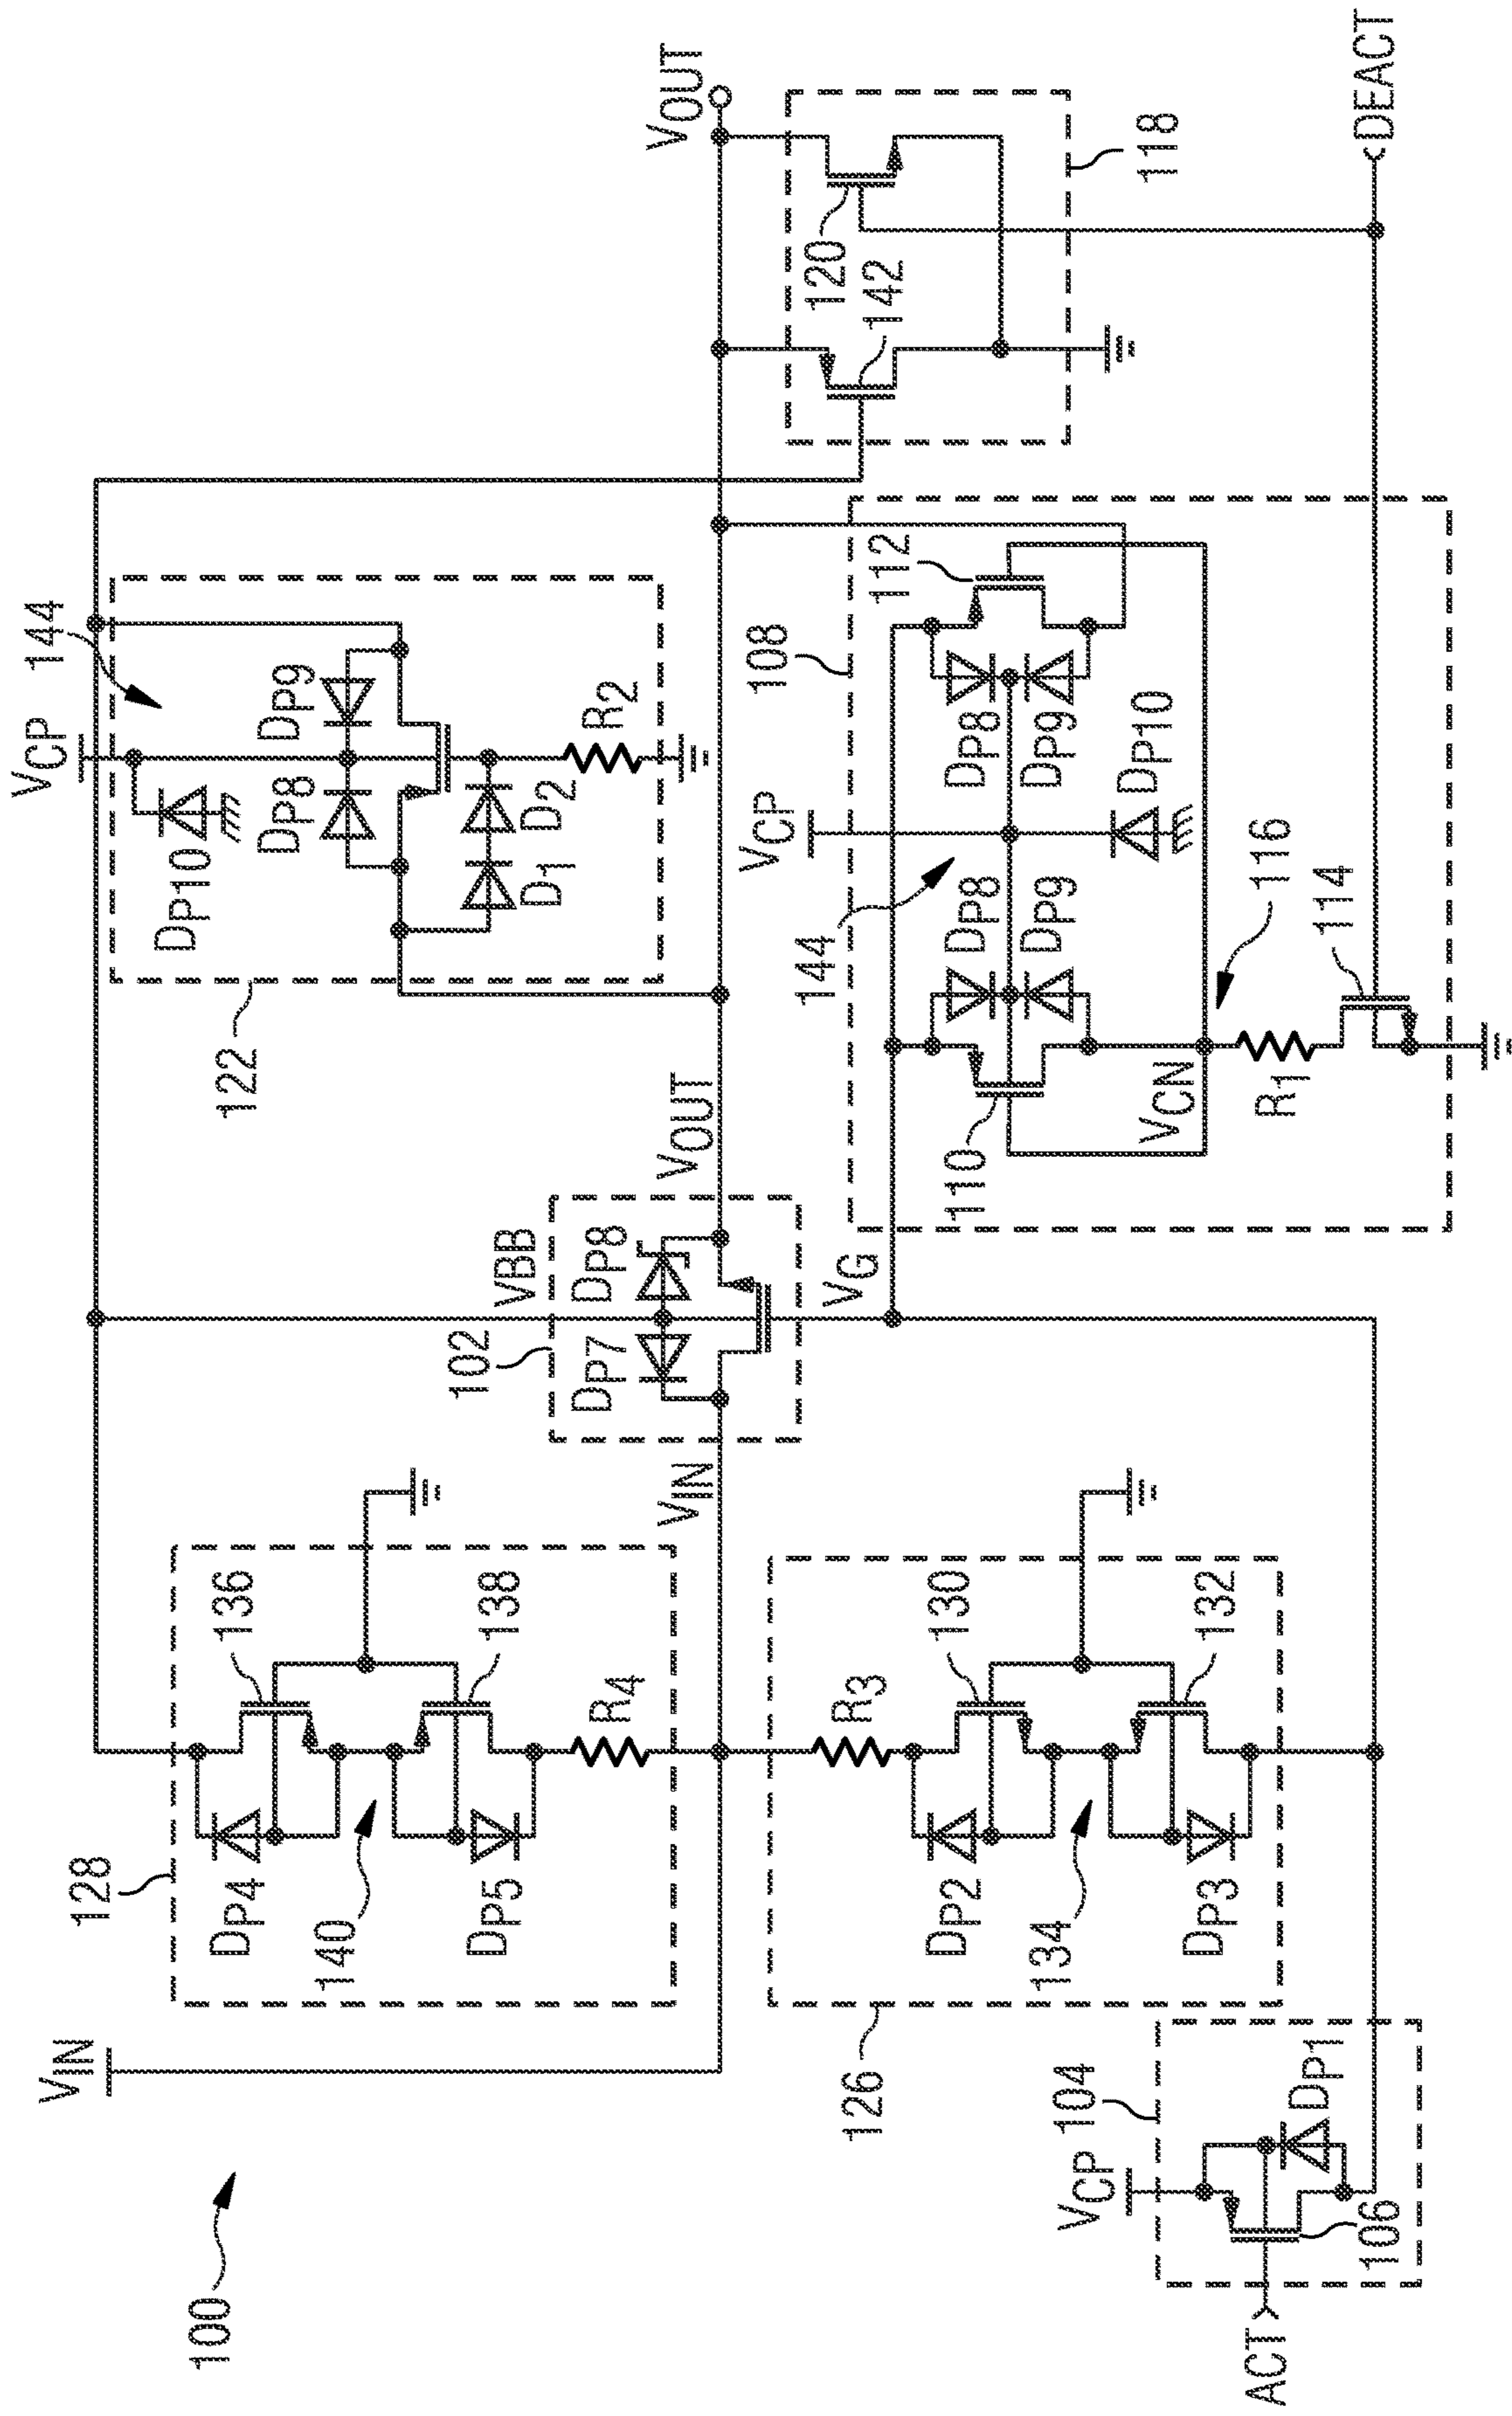 100
VIN
128
DP4
140
DP5
136
138
R4
VIN
126
DP2
134
DP3
R3
130
132
104
VCP
DP1
106
ACT
102
VBB
DP7
DP8
VOUT
VG
122
144
VCP
DP10
DP8
DP9
D1
D2
R2
108
110
112
144
VCP
DP8
DP9
DP8
DP9
DP10
VCN
116
R1
114
VOUT
120
142
118
DEACT